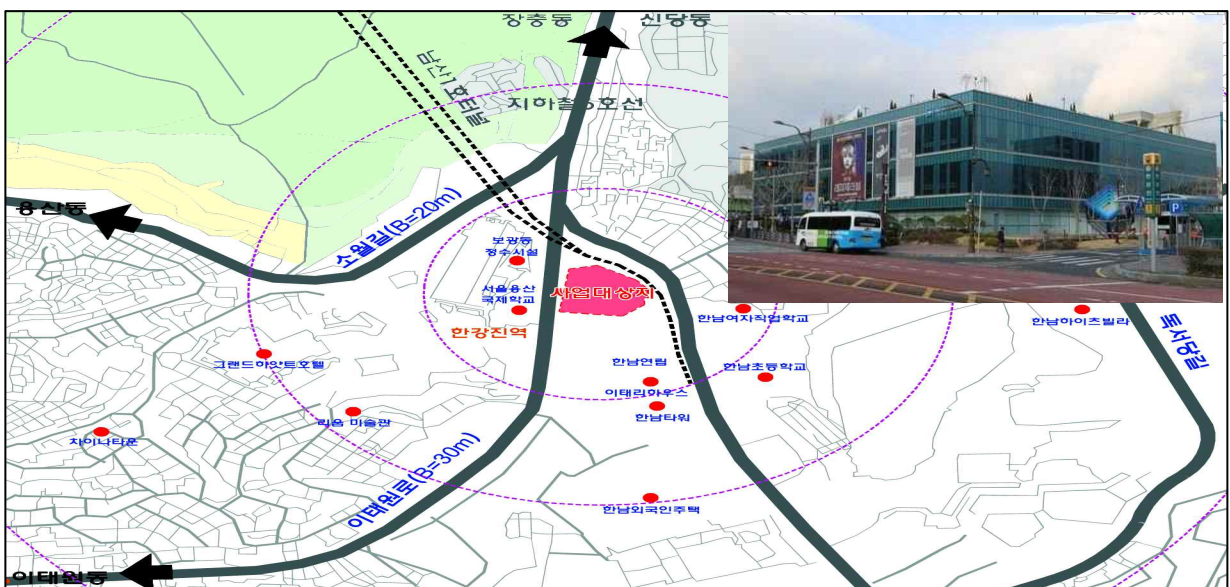 장충동 신당동
남산1호터널
지하철6호선
용산동
소월길(B=20m)
보광동
정수시설
서울용산
국제학교
사업대상지
한강진역
한남여자직업학교
한남하이츠빌라
독서당길
그랜드하얏트호텔
한남연립
한남초등학교
이태리하우스
리움 미술관
한남타워
차이나타운
이태원로(B=30m)
한남외국인주택
이태원동
P